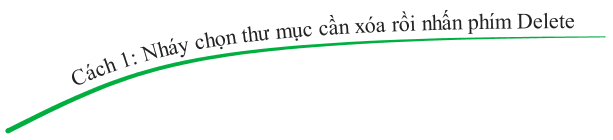 Cách 1: Nháy chọn thư mục cần xóa rồi nhấn phím Delete